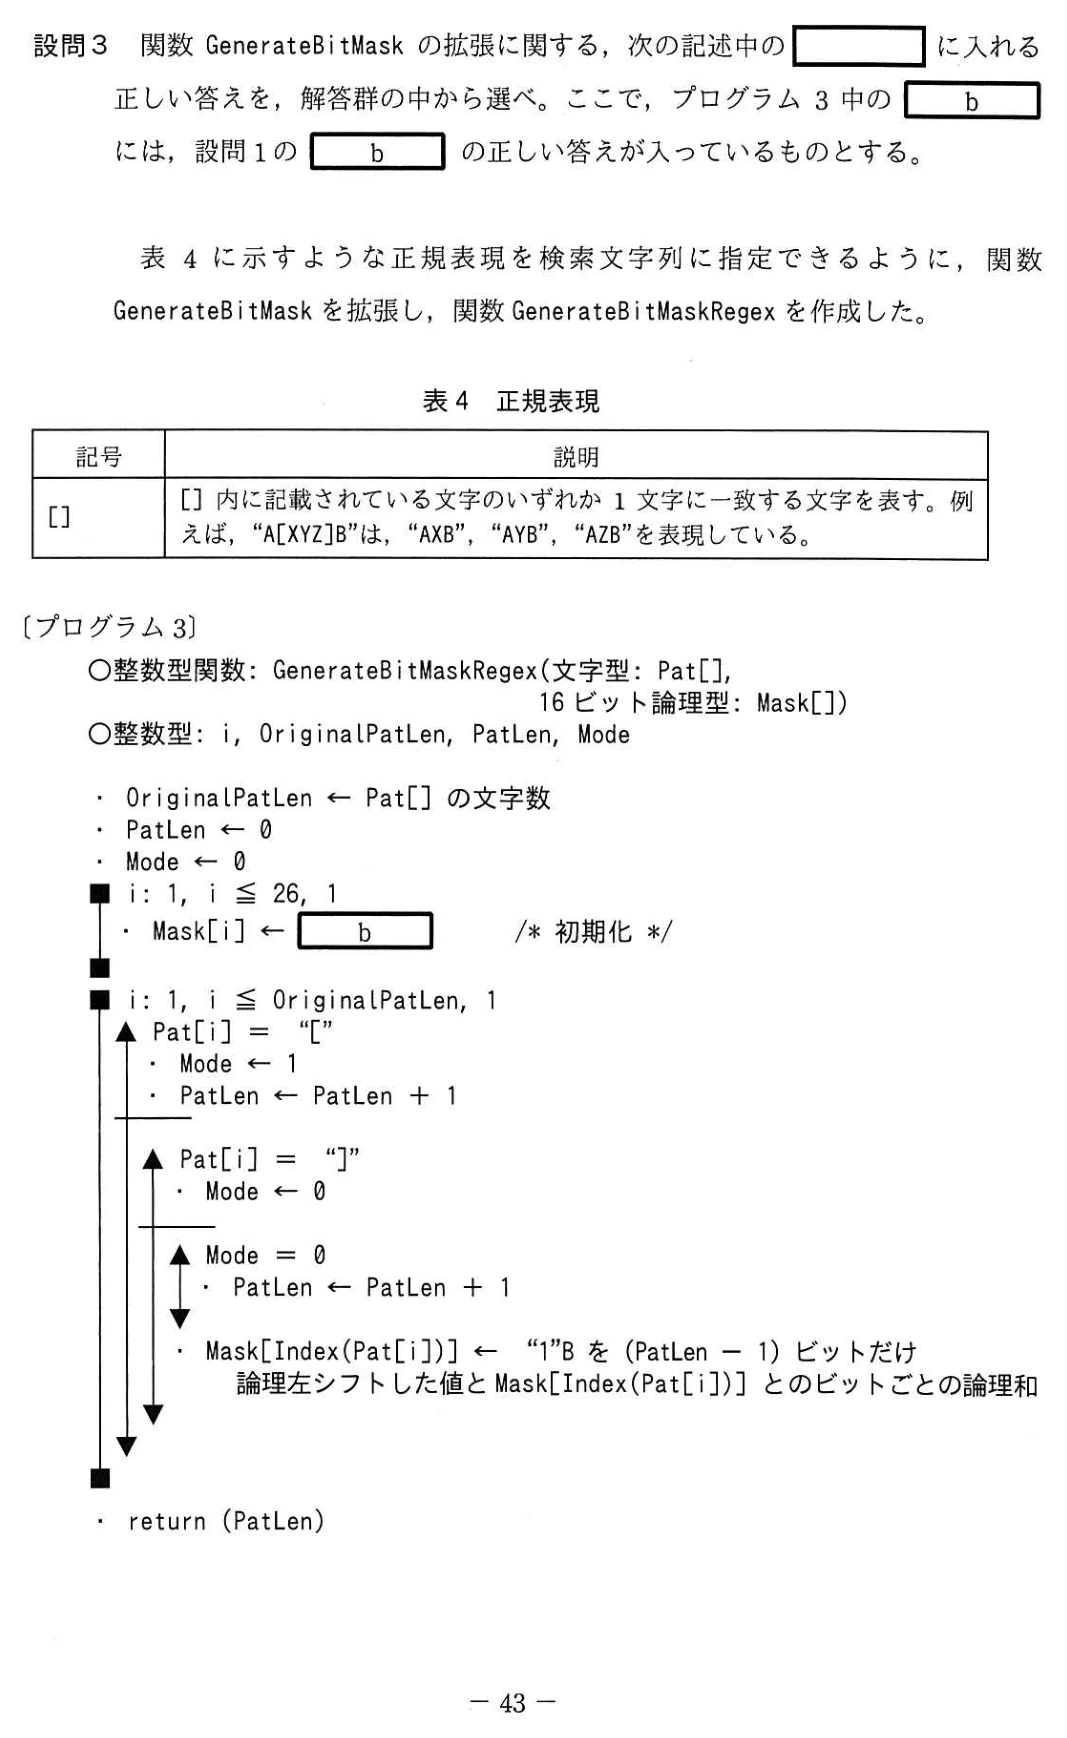 設問3　関数 GenerateBitMask の拡張に関する，次の記述中の　　　に入れる
正しい答えを，解答群の中から選べ。ここで，プログラム 3 中の b
には，設問1の b の正しい答えが入っているものとする。
表 4 に示すような正規表現を検索文字列に指定できるように，関数
GenerateBitMask を拡張し，関数 GenerateBitMaskRegex を作成した。
表4　正規表現
記号　説明
[]　[] 内に記載されている文字のいずれか 1 文字に一致する文字を表す。例
えば，“A[XYZ]B”は，“AXB”，“AYB”，“AZB”を表現している。
〔プログラム 3〕
○整数型関数: GenerateBitMaskRegex(文字型: Pat[],
16 ビット論理型: Mask[])
○整数型: i, OriginalPatLen, PatLen, Mode
・ OriginalPatLen ← Pat[] の文字数
・ PatLen ← 0
・ Mode ← 0
■ i: 1, i ≦ 26, 1
・ Mask[i] ← b /* 初期化 */
■
■ i: 1, i ≦ OriginalPatLen, 1
▲ Pat[i] ＝ “[”
・ Mode ← 1
・ PatLen ← PatLen ＋ 1
▲ Pat[i] ＝ “]”
・ Mode ← 0
▲ Mode ＝ 0
・ PatLen ← PatLen ＋ 1
▼
・ Mask[Index(Pat[i])] ← “1”B を (PatLen － 1) ビットだけ
論理左シフトした値と Mask[Index(Pat[i])] とのビットごとの論理和
▼
▼
■
・ return (PatLen)
－ 43 －